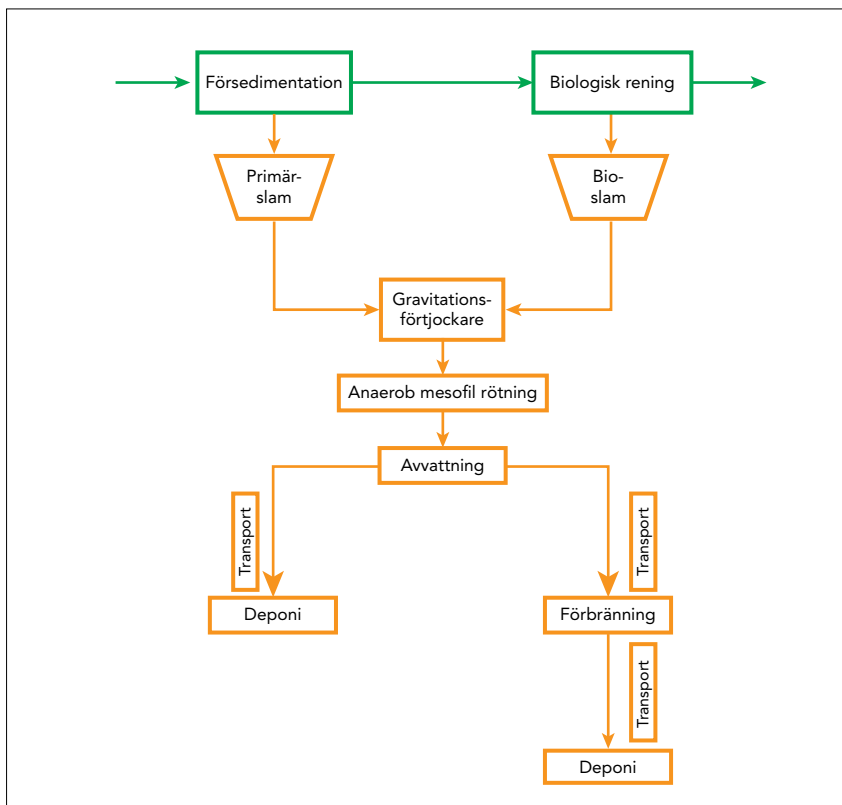 Försedimentation
Biologisk rening
Primär-
slam
Bio-
slam
Gravitations-
förtjockare
Anaerob mesofil rötning
Avvattning
Transport
Transport
Deponi
Förbränning
Transport
Deponi